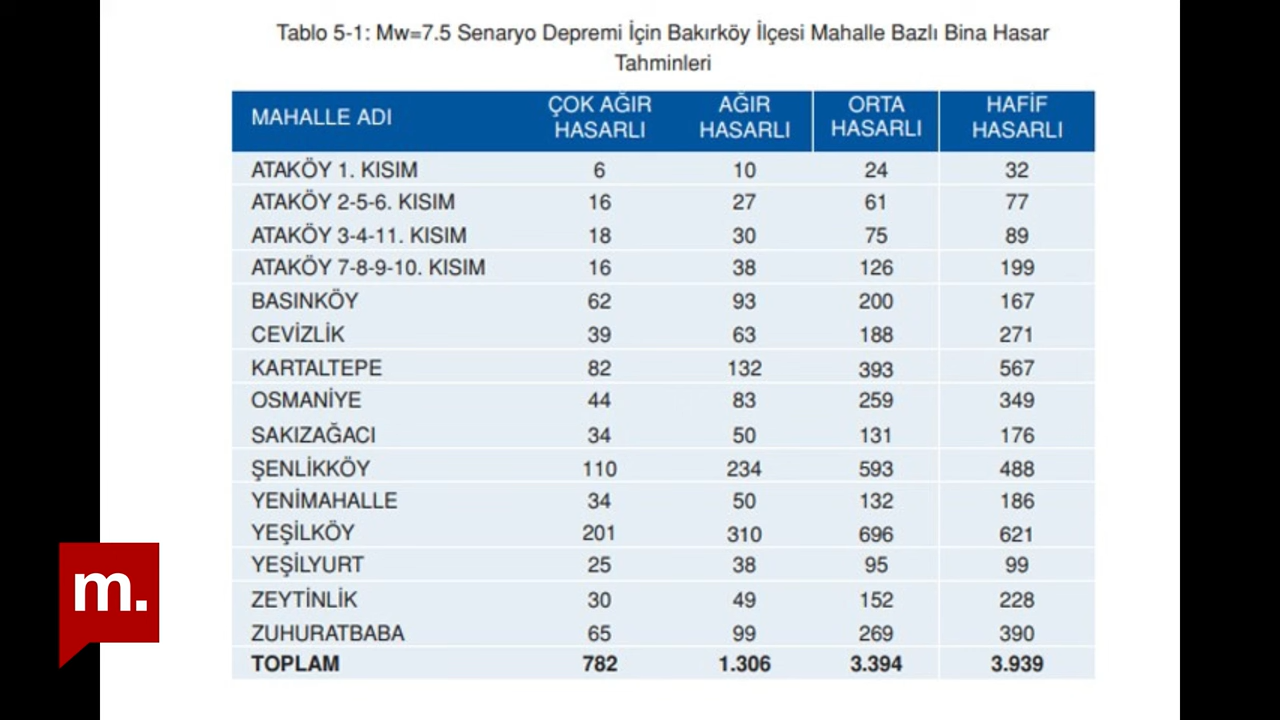 Tablo 5-1: Mw=7.5 Senaryo Depremi İçin Bakırköy İlçesi Mahalle Bazlı Bina Hasar
Tahminleri
MAHALLE ADI ÇOK AĞIR HASARLI AĞIR HASARLI ORTA HASARLI HAFİF HASARLI
ATAKÖY 1. KISIM 6 10 24 32
ATAKÖY 2-5-6. KISIM 16 27 61 77
ATAKÖY 3-4-11. KISIM 18 30 75 89
ATAKÖY 7-8-9-10. KISIM 16 38 126 199
BASINKÖY 62 93 200 167
CEVİZLİK 39 63 188 271
KARTALTEPE 82 132 393 567
OSMANİYE 44 83 259 349
SAKIZAĞACI 34 50 131 176
ŞENLİKKÖY 110 234 593 488
YENİMAHALLE 34 50 132 186
YEŞİLKÖY 201 310 696 621
YEŞİLYURT 25 38 95 99
ZEYTİNLİK 30 49 152 228
ZUHURATBABA 65 99 269 390
TOPLAM 782 1.306 3.394 3.939
m.